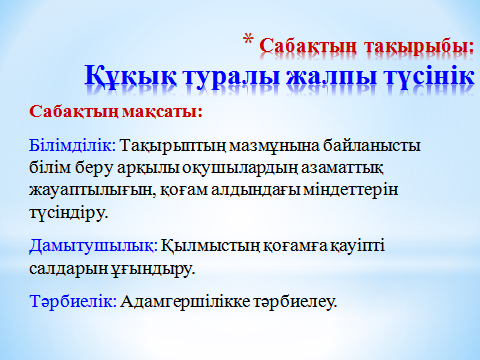 * Сабақтың тақырыбы:
Құқық туралы жалпы түсінік
Сабақтың мақсаты:
Білімділік: Тақырыптың мазмұнына байланысты
білім беру арқылы оқушылардың азаматтық
жауаптылығын, қоғам алдындағы міндеттерін
түсіндіру.
Дамытушылық: Қылмыстың қоғамға қауіпті
салдарын ұғындыру.
Тәрбиелік: Адамгершілікке тәрбиелеу.